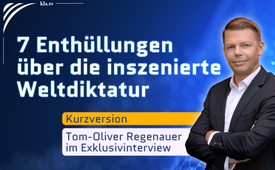 kla.tv
7 Enthüllungen
über die inszenierte
Weltdiktatur
Kurzversion
Tom-Oliver Regenauer
im Exklusivinterview